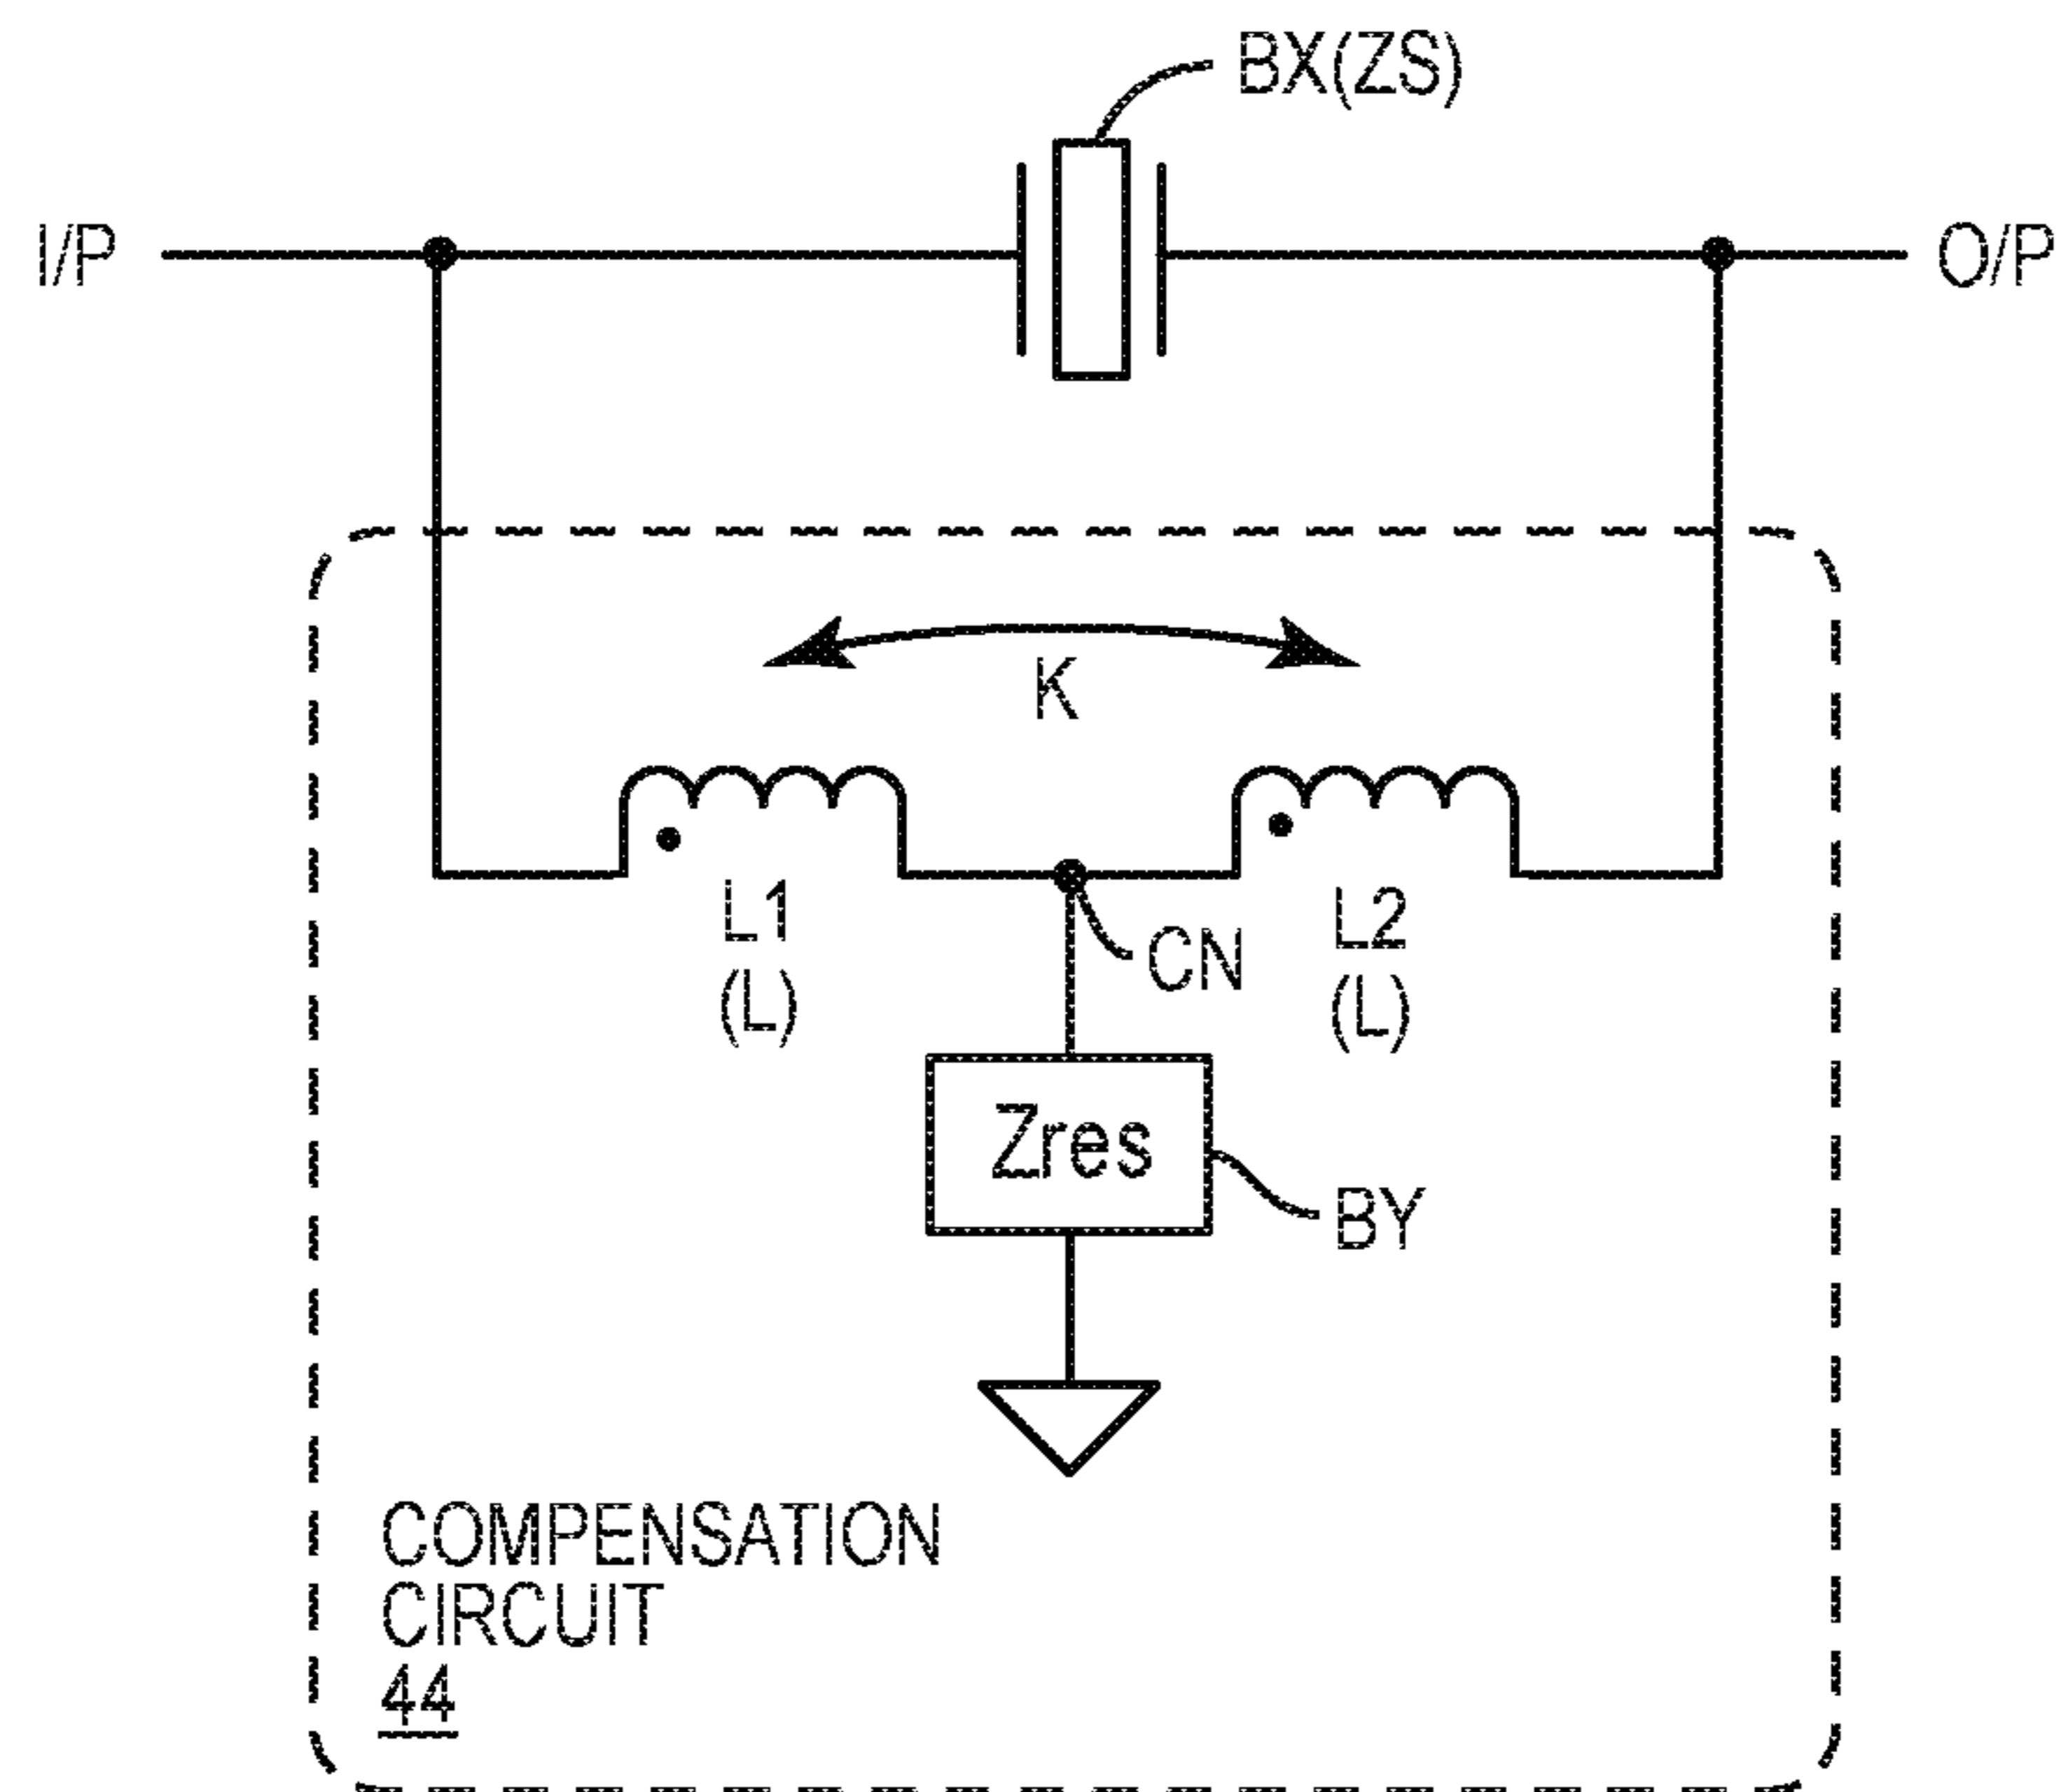 BX(ZS)
I/P
O/P
K
L1
(L)
CN
L2
(L)
Zres
BY
COMPENSATION
CIRCUIT
44